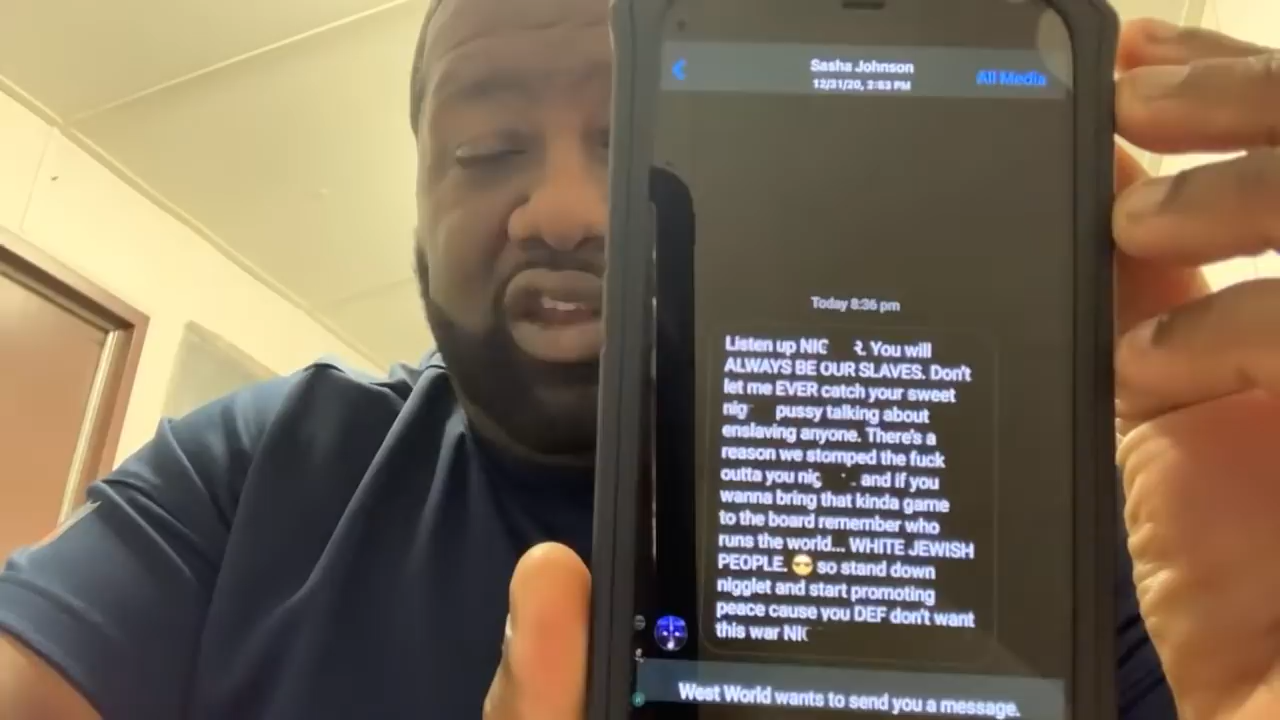 Sasha Johnson
12/31/20, 2:53 PM
All Media
Today 8:36 pm
Listen up NIC R. You will
ALWAYS BE OUR SLAVES. Don't
let me EVER catch your sweet
nig pussy talking about
enslaving anyone. There's a
reason we stomped the fuck
outta you nig . and if you
wanna bring that kinda game
to the board remember who
runs the world... WHITE JEWISH
PEOPLE. 😎 so stand down
nigglet and start promoting
peace cause you DEF don't want
this war NIC
West World wants to send you a message.